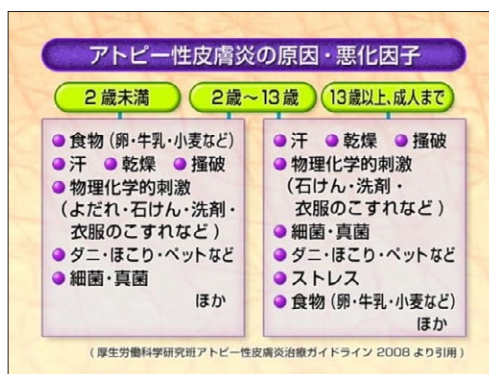 アトピー性皮膚炎の原因・悪化因子
2歳未満
2歳～13歳
13歳以上、成人まで
●食物(卵・牛乳・小麦など)
●汗 ●乾燥 ●搔破
●物理化学的刺激
(よだれ・石けん・洗剤・
衣服のこすれなど)
●ダニ・ほこり・ペットなど
●細菌・真菌
ほか
●汗 ●乾燥 ●搔破
●物理化学的刺激
(石けん・洗剤・
衣服のこすれなど)
●細菌・真菌
●ダニ・ほこり・ペットなど
●ストレス
●食物(卵・牛乳・小麦など)
ほか
(厚生労働科学研究班アトピー性皮膚炎治療ガイドライン 2008 より引用)